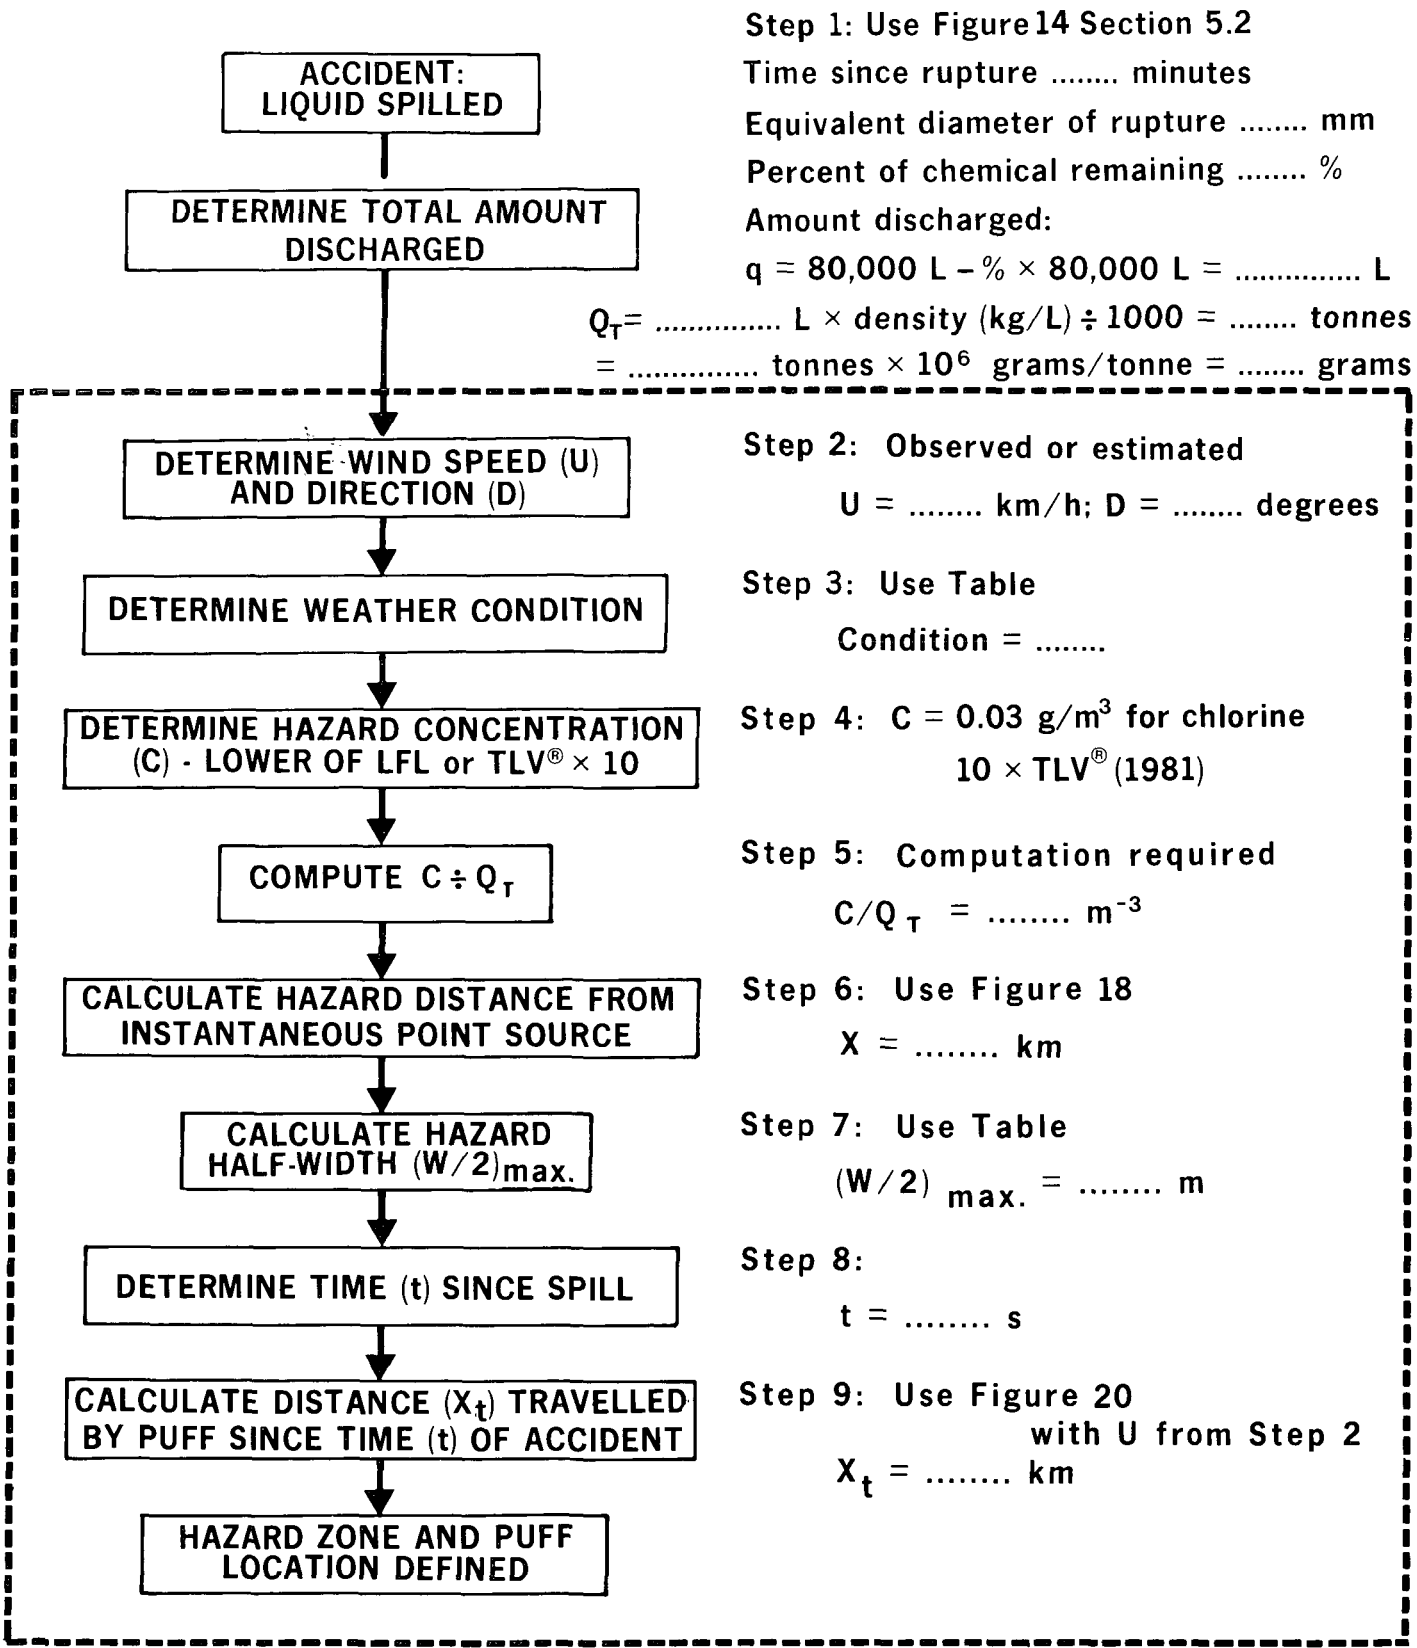 Step 1: Use Figure 14 Section 5.2
ACCIDENT:
LIQUID SPILLED
Time since rupture ........ minutes
Equivalent diameter of rupture ........ mm
Percent of chemical remaining ........ %
DETERMINE TOTAL AMOUNT
DISCHARGED
Amount discharged:
q = 80,000 L – % × 80,000 L = ............... L
Q_T = ............... L × density (kg/L) ÷ 1000 = ........ tonnes
= ............... tonnes × 10⁶ grams/tonne = ........ grams
DETERMINE WIND SPEED (U)
AND DIRECTION (D)
Step 2: Observed or estimated
U = ........ km/h; D = ........ degrees
DETERMINE WEATHER CONDITION
Step 3: Use Table
Condition = ........
DETERMINE HAZARD CONCENTRATION
(C) - LOWER OF LFL or TLV® × 10
Step 4: C = 0.03 g/m³ for chlorine
10 × TLV® (1981)
COMPUTE C ÷ Q_T
Step 5: Computation required
C/Q_T = ........ m⁻³
CALCULATE HAZARD DISTANCE FROM
INSTANTANEOUS POINT SOURCE
Step 6: Use Figure 18
X = ........ km
CALCULATE HAZARD
HALF-WIDTH (W/2)max.
Step 7: Use Table
(W/2) max. = ........ m
DETERMINE TIME (t) SINCE SPILL
Step 8:
t = ........ s
CALCULATE DISTANCE (X_t) TRAVELLED
BY PUFF SINCE TIME (t) OF ACCIDENT
Step 9: Use Figure 20
with U from Step 2
X_t = ........ km
HAZARD ZONE AND PUFF
LOCATION DEFINED